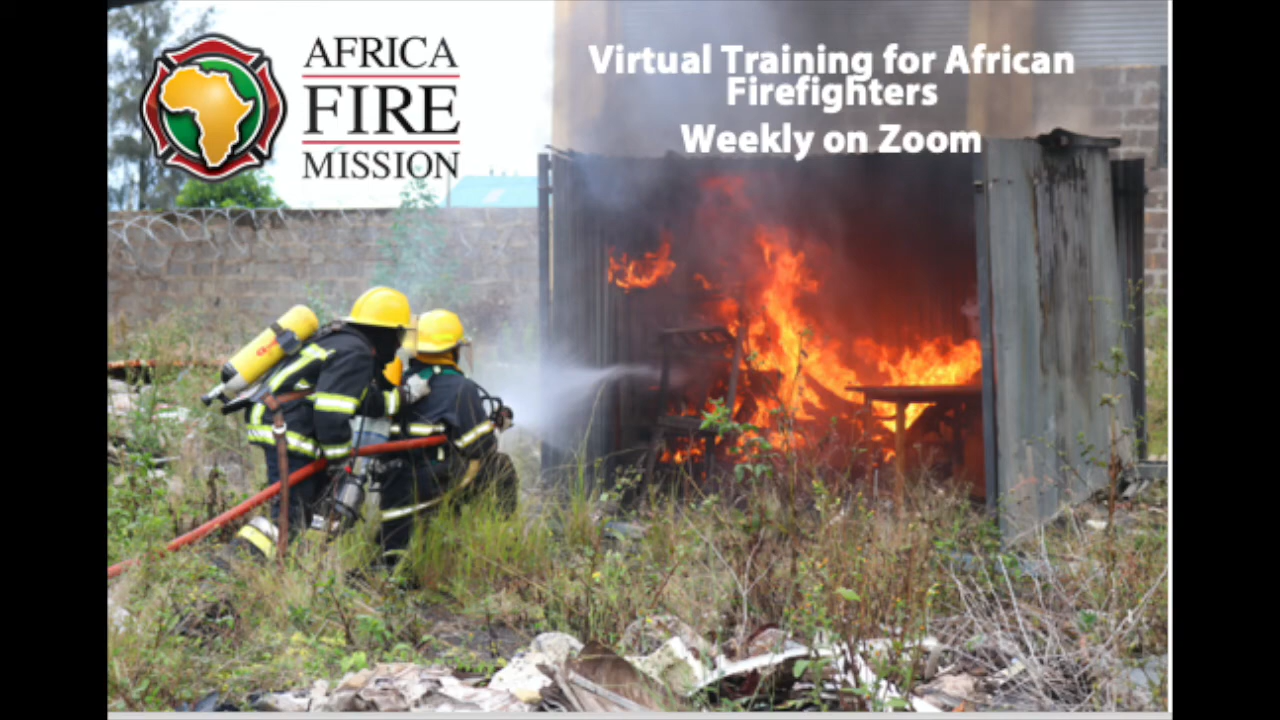 AFRICA
FIRE
MISSION
Virtual Training for African
Firefighters
Weekly on Zoom